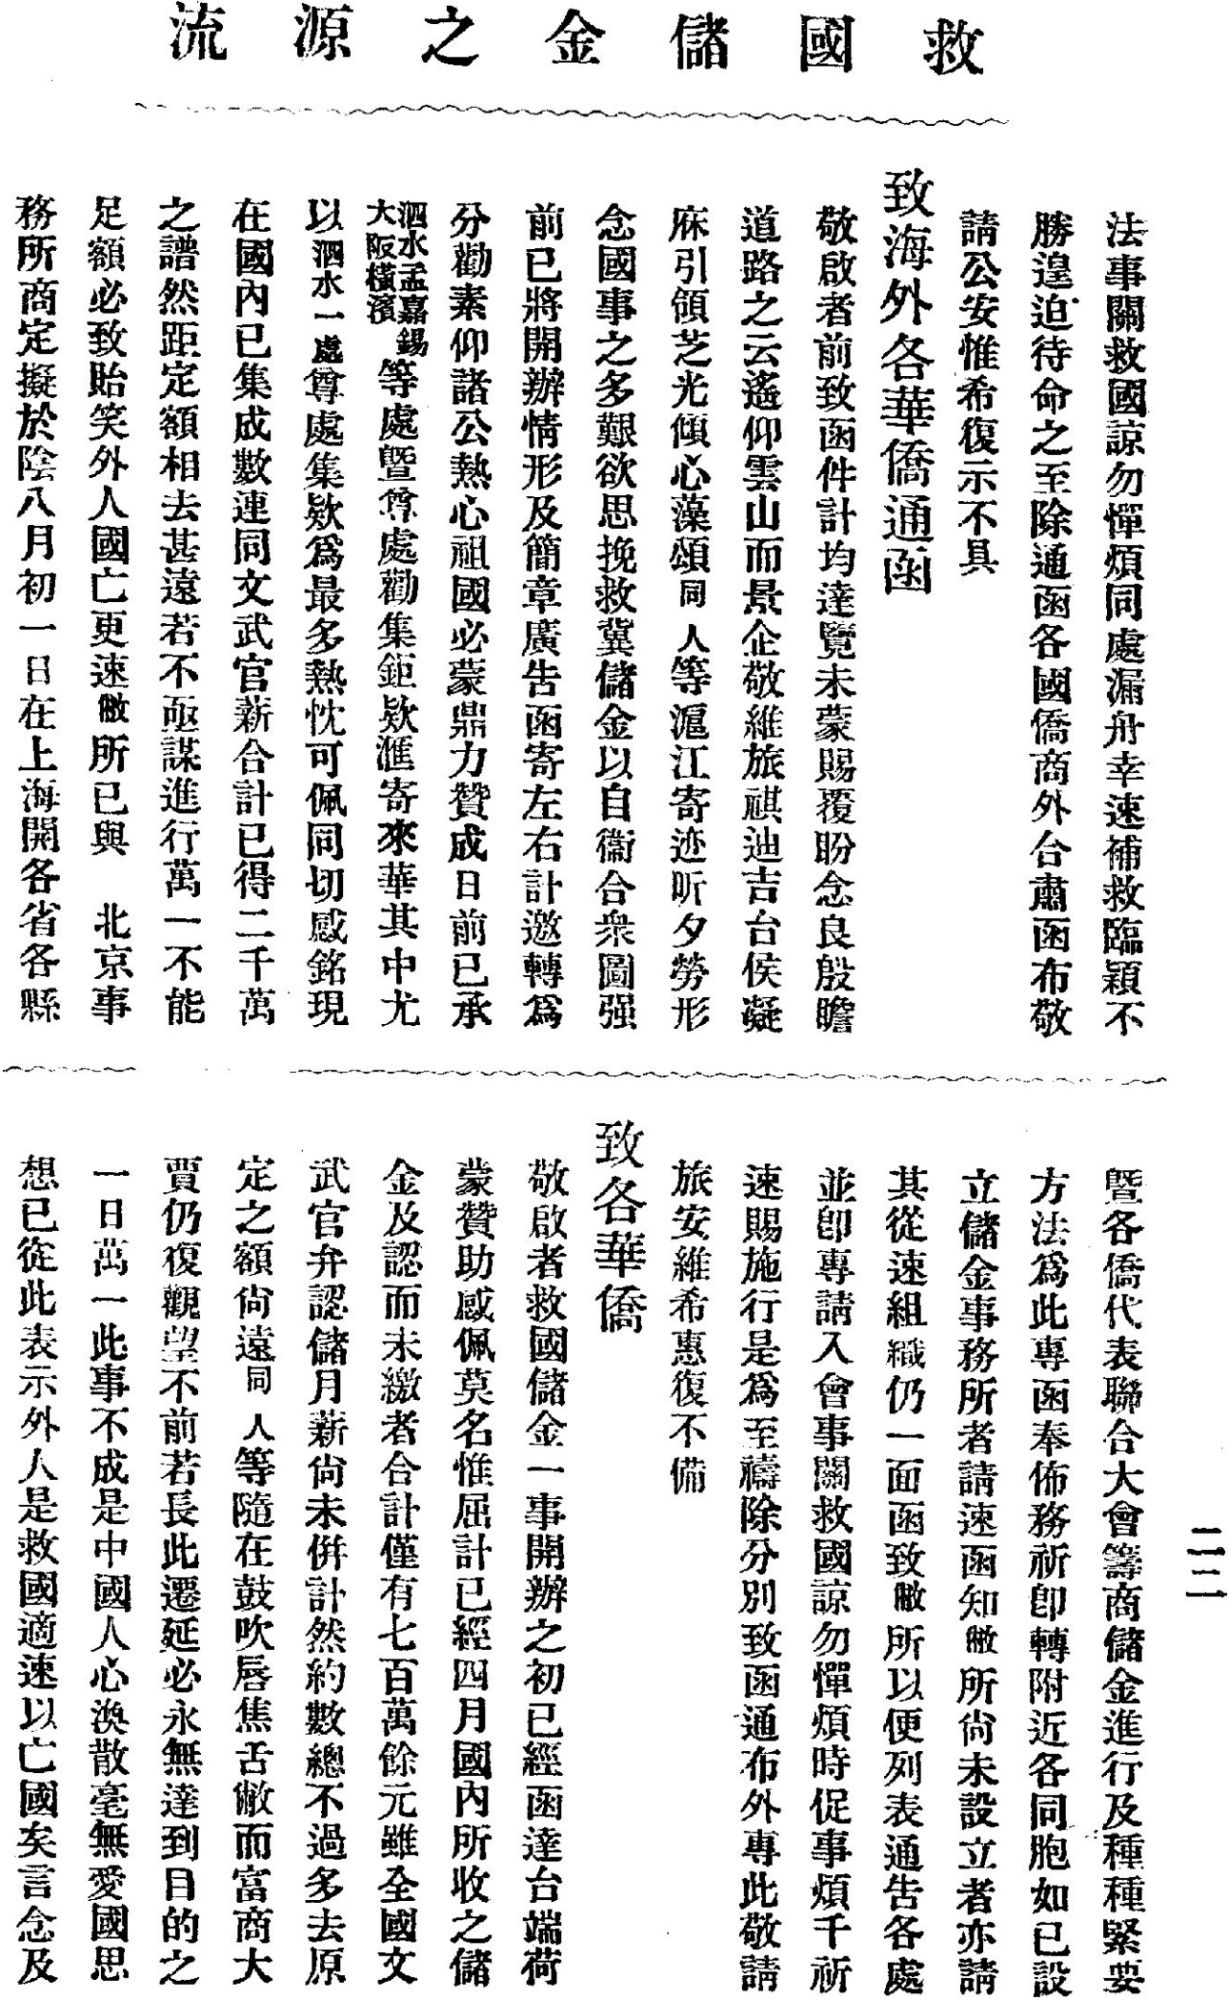 救國儲金之源流
法事關救國諒勿憚煩同處漏舟幸速補救臨穎不
勝遑迫待命之至除通函各國僑商外合肅函布敬
請公安惟希復示不具
致海外各華僑通函
敬啟者前致函件計均達覽未蒙賜覆盼念良殷瞻
道路之云遙仰雲山而景企敬維旅祺迪吉台侯凝
庥引領芝光傾心藻頌同人等滬江寄迹昕夕勞形
念國事之多艱欲思挽救冀儲金以自衞合衆圖强
前已將開辦情形及簡章廣告函寄左右計邀轉爲
分勸素仰諸公熱心祖國必蒙鼎力贊成日前已承
泗水孟嘉錫大阪橫濱等處曁尊處勸集鉅欵滙寄來華其中尤
以泗水一處尊處集欵爲最多熱忱可佩同切感銘現
在國內已集成數連同文武官薪合計已得二千萬
之譜然距定額相去甚遠若不亟謀進行萬一不能
足額必致貽笑外人國亡更速敝所已與　北京事
務所商定擬於陰八月初一日在上海開各省各縣
二二
曁各僑代表聯合大會籌商儲金進行及種種緊要
方法爲此專函奉佈務祈卽轉附近各同胞如已設
立儲金事務所者請速函知敝所尙未設立者亦請
其從速組織仍一面函致敝所以便列表通告各處
並卽專請入會事關救國諒勿憚煩時促事煩千祈
速賜施行是爲至禱除分別致函通布外專此敬請
旅安維希惠復不備
致各華僑
敬啟者救國儲金一事開辦之初已經函達台端荷
蒙贊助感佩莫名惟屈計已經四月國內所收之儲
金及認而未繳者合計僅有七百萬餘元雖全國文
武官弁認儲月薪尙未併計然約數總不過多去原
定之額尙遠同人等隨在鼓吹唇焦舌敝而富商大
賈仍復觀望不前若長此遷延必永無達到目的之
一日萬一此事不成是中國人心渙散毫無愛國思
想已從此表示外人是救國適速以亡國矣言念及